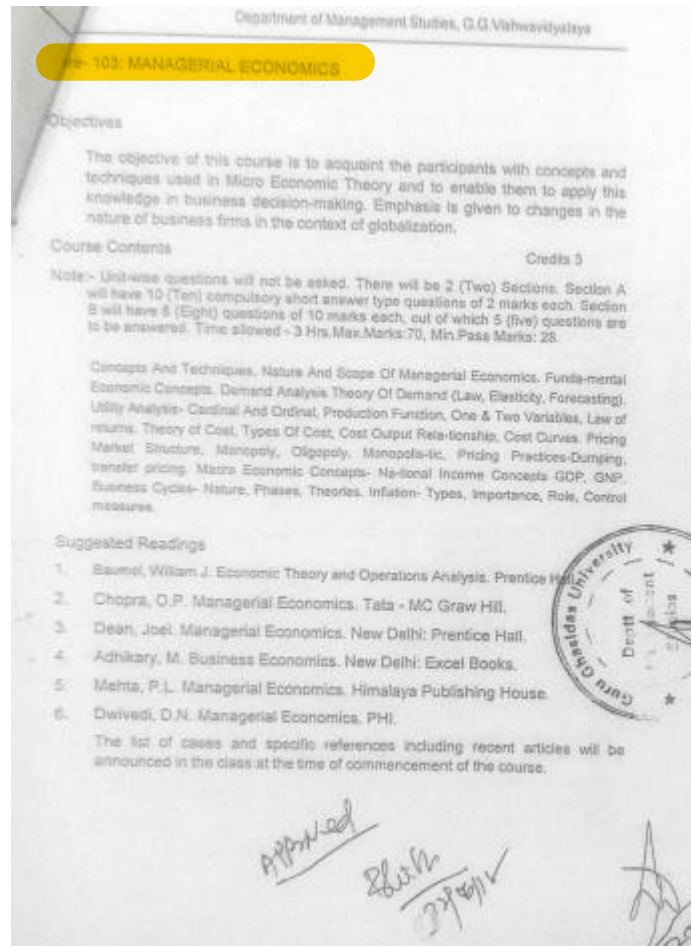 Department of Management Studies, G.G.Vishwavidyalaya
103: MANAGERIAL ECONOMICS
Objectives
The objective of this course is to acquaint the participants with concepts and
techniques used in Micro Economic Theory and to enable them to apply this
knowledge in business decision-making. Emphasis is given to changes in the
nature of business firms in the context of globalization.
Course Contents
Credits 3
Note:- Unit-wise questions will not be asked. There will be 2 (Two) Sections. Section A
will have 10 (Ten) compulsory short answer type questions of 2 marks each. Section
B will have 8 (Eight) questions of 10 marks each, out of which 5 (five) questions are
to be answered. Time allowed - 3 Hrs.Max.Marks:70, Min.Pass Marks: 28.
Concepts And Techniques, Nature And Scope Of Managerial Economics. Funda-mental
Economic Concepts. Demand Analysis Theory Of Demand (Law, Elasticity, Forecasting).
Utility Analysis- Cardinal And Ordinal, Production Function, One & Two Variables, Law of
returns. Theory of Cost, Types Of Cost, Cost Output Rela-tionship, Cost Curves. Pricing
Market Structure, Monopoly, Oligopoly, Monopolis-tic, Pricing Practices-Dumping,
transfer pricing. Macro Economic Concepts- Na-tional Income Concepts GDP, GNP.
Business Cycles- Nature, Phases, Theories. Inflation- Types, Importance, Role, Control
measures.
Suggested Readings
1. Baumol, William J. Economic Theory and Operations Analysis. Prentice Hall.
2. Chopra, O.P. Managerial Economics. Tata - MC Graw Hill.
3. Dean, Joel. Managerial Economics. New Delhi: Prentice Hall.
4. Adhikary, M. Business Economics. New Delhi: Excel Books.
5. Mehta, P.L. Managerial Economics. Himalaya Publishing House.
6. Dwivedi, D.N. Managerial Economics. PHI.
The list of cases and specific references including recent articles will be
announced in the class at the time of commencement of the course.
Guru Ghasidas University
Deptt of
Approved